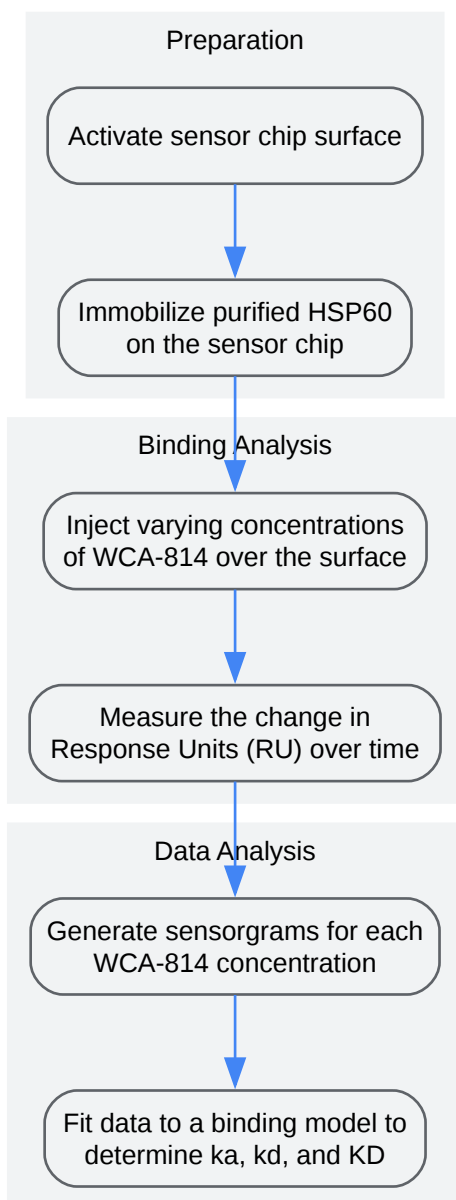 Preparation
Activate sensor chip surface
Immobilize purified HSP60
on the sensor chip
Binding Analysis
Inject varying concentrations
of WCA-814 over the surface
Measure the change in
Response Units (RU) over time
Data Analysis
Generate sensorgrams for each
WCA-814 concentration
Fit data to a binding model to
determine ka, kd, and KD